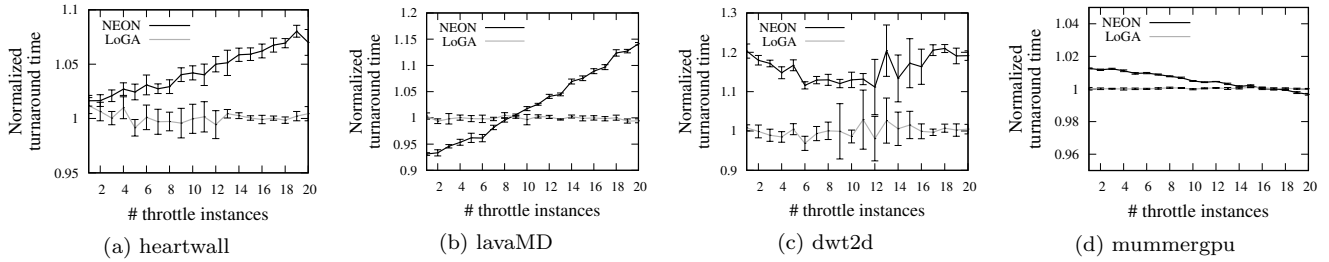 Normalized
turnaround time
1.1
1.05
1
0.95
NEON
LoGA
2 4 6 8 10 12 14 16 18 20
# throttle instances
(a) heartwall
Normalized
turnaround time
1.2
1.15
1.1
1.05
1
0.95
0.9
NEON
LoGA
2 4 6 8 10 12 14 16 18 20
# throttle instances
(b) lavaMD
Normalized
turnaround time
1.3
1.2
1.1
1
0.9
NEON
LoGA
2 4 6 8 10 12 14 16 18 20
# throttle instances
(c) dwt2d
Normalized
turnaround time
1.04
1.02
1
0.98
0.96
NEON
LoGA
2 4 6 8 10 12 14 16 18 20
# throttle instances
(d) mummergpu